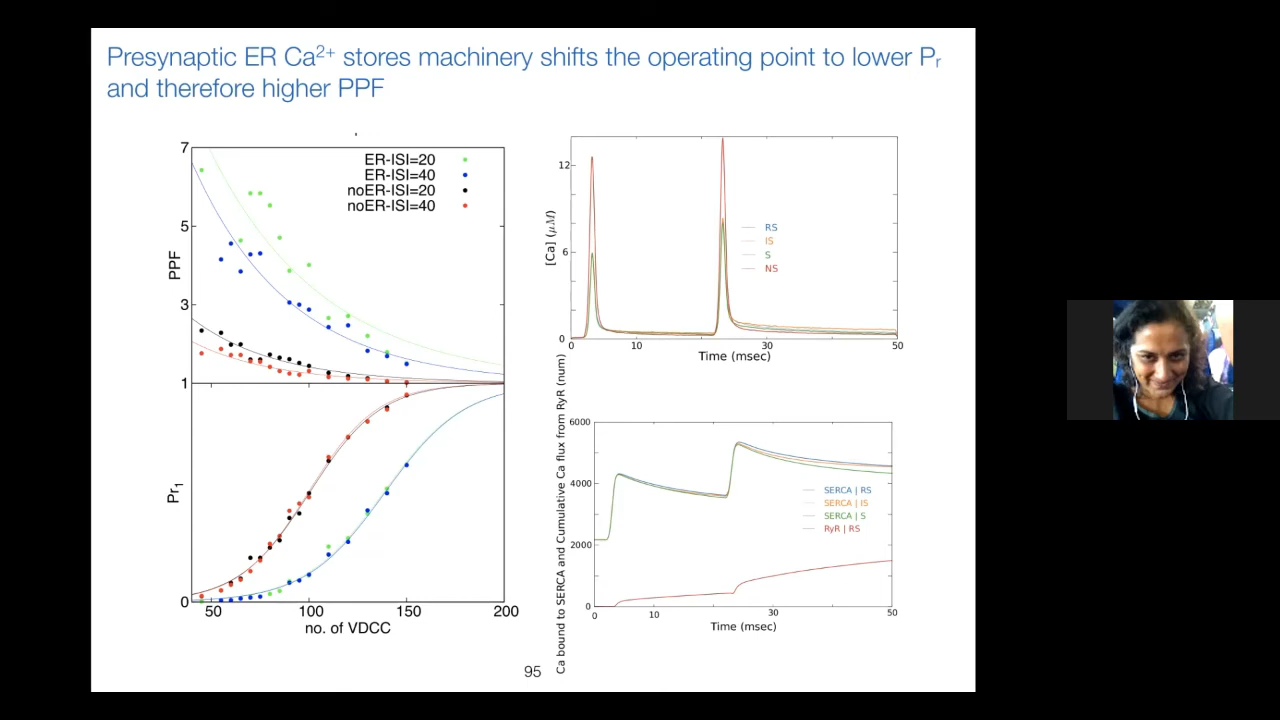 Presynaptic ER Ca²⁺ stores machinery shifts the operating point to lower Pᵣ
and therefore higher PPF
7
5
3
1
0
PPF
Pr₁
ER-ISI=20
ER-ISI=40
noER-ISI=20
noER-ISI=40
50
100
150
200
no. of VDCC
12
6
0
[Ca] (μM)
RS
IS
S
NS
0
10
30
50
Time (msec)
Ca bound to SERCA and Cumulative Ca flux from RyR (num)
6000
4000
2000
0
SERCA | RS
SERCA | IS
SERCA | S
RyR | RS
0
10
30
50
Time (msec)
95